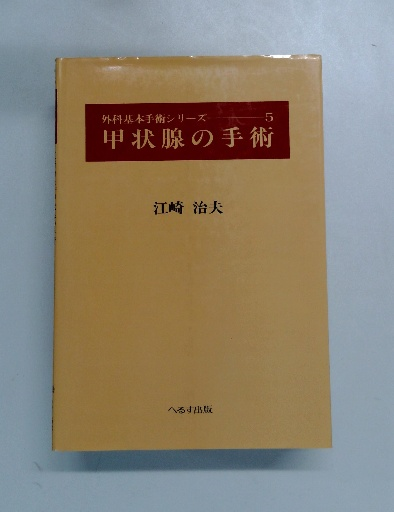 外科基本手術シリーズ――5
甲状腺の手術
江崎 治夫
へるす出版